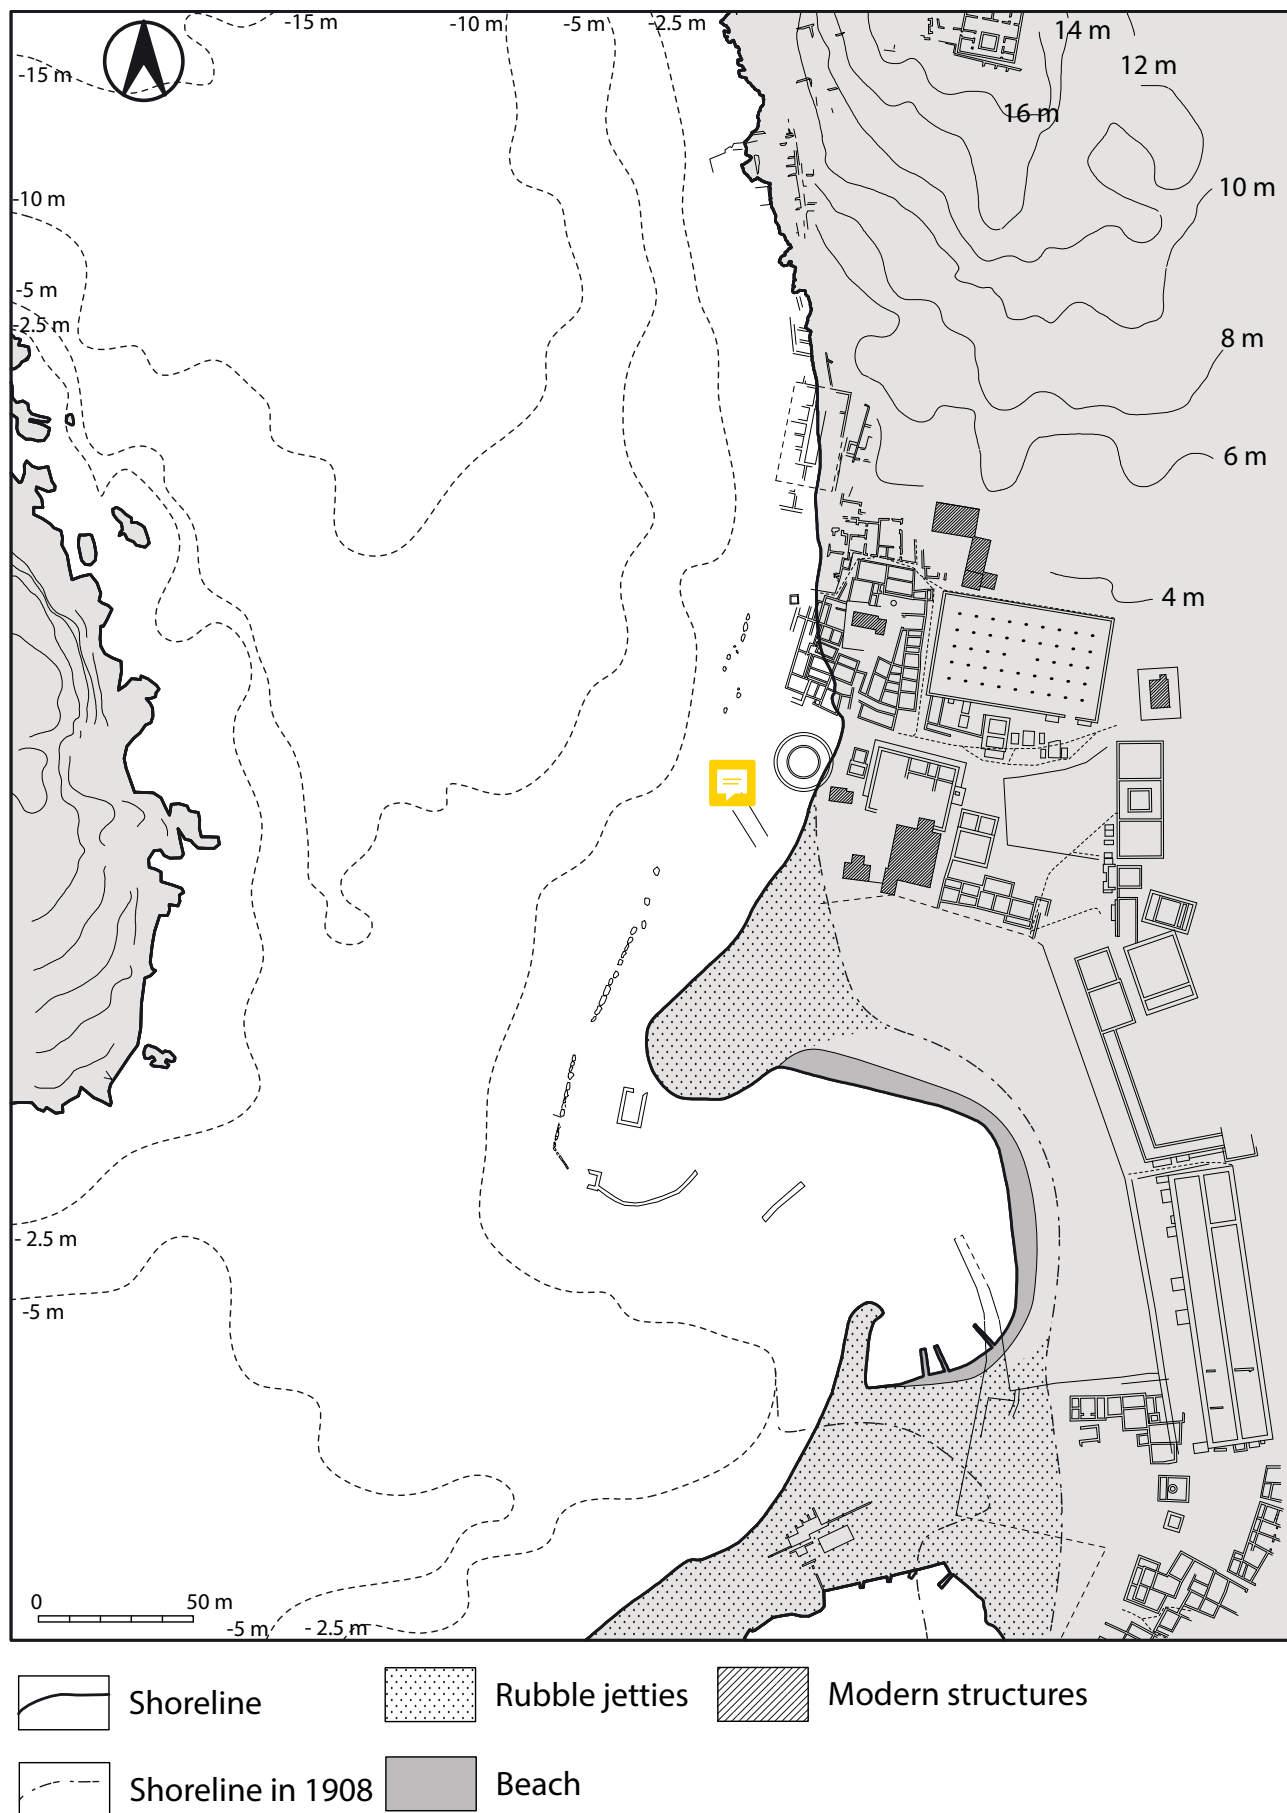 -15 m
-10 m
-5 m
-2.5 m
14 m
-15 m
12 m
16 m
-10 m
10 m
-5 m
-2.5 m
8 m
6 m
4 m
- 2.5 m
-5 m
0
50 m
-5 m
- 2.5 m
Shoreline
Rubble jetties
Modern structures
Shoreline in 1908
Beach